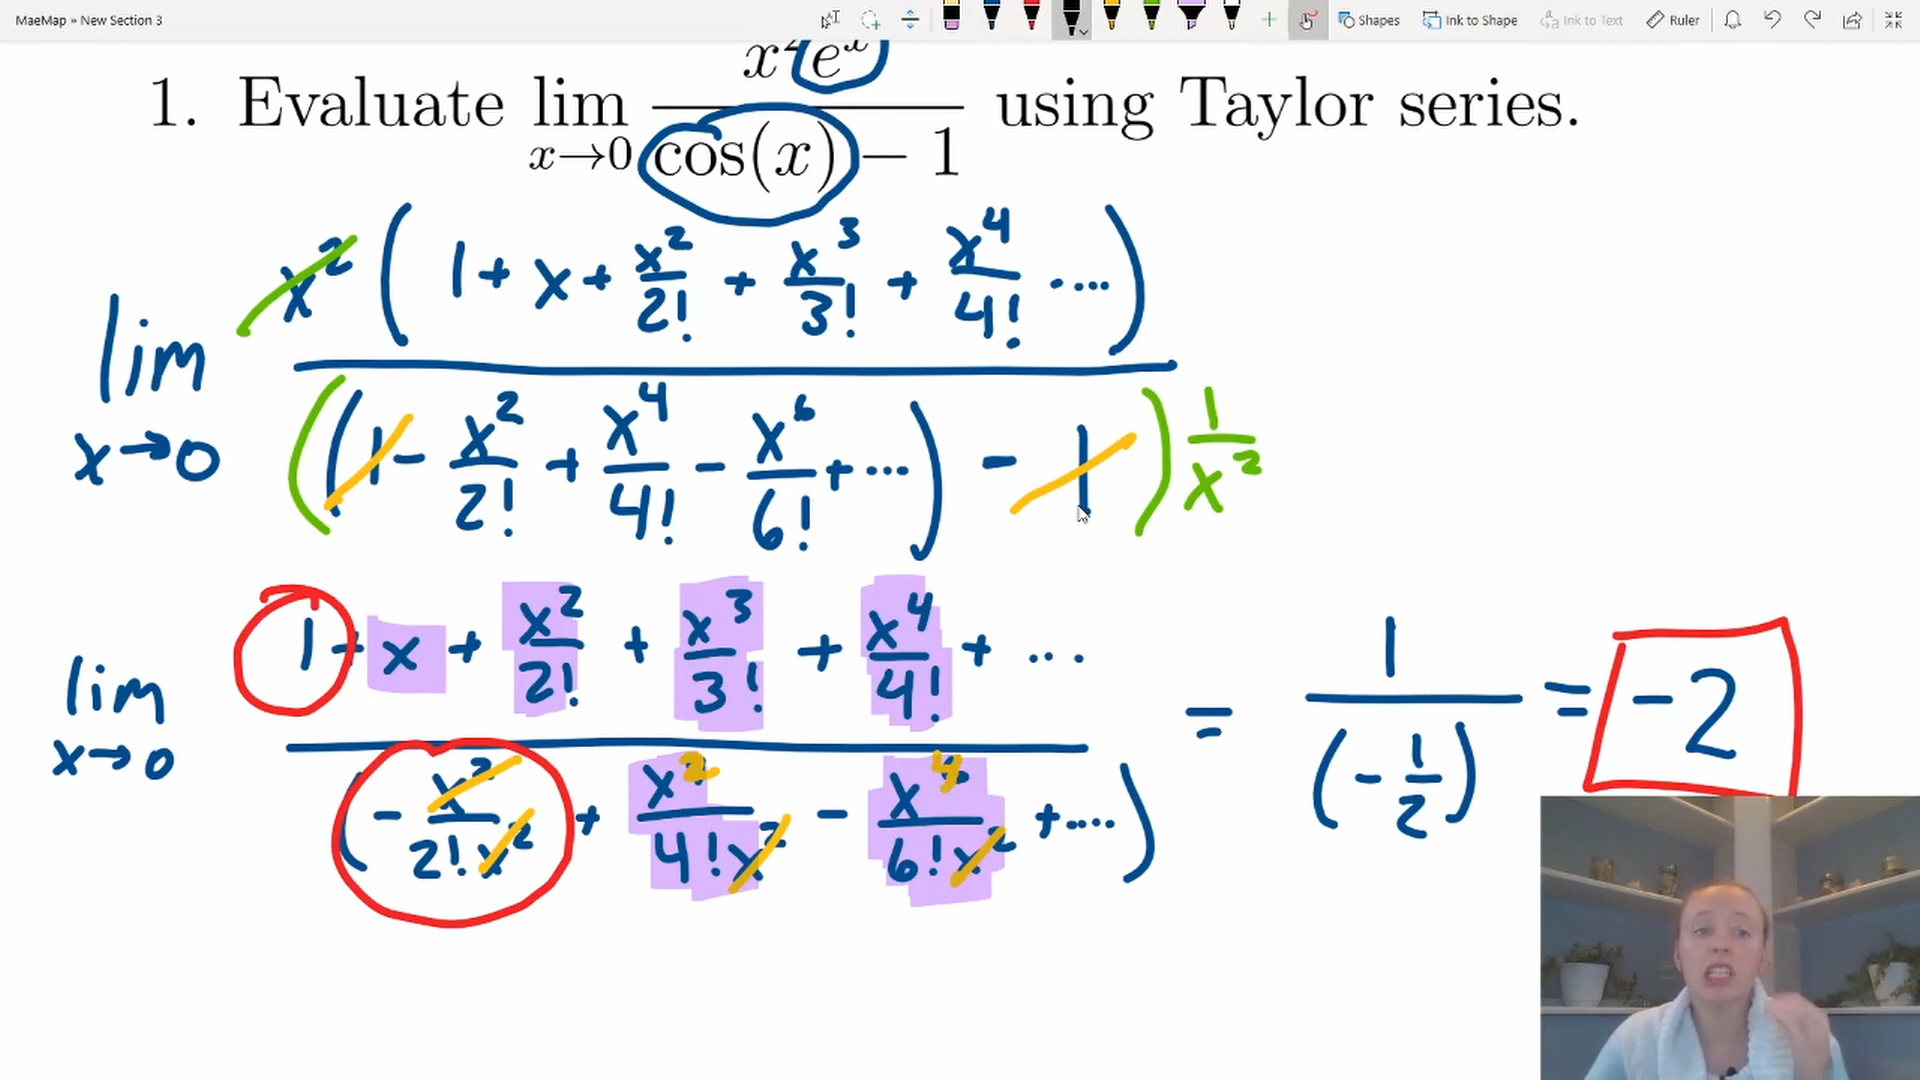 MaeMap » New Section 3
Shapes Ink to Shape Ink to Text Ruler
x² eˣ
1. Evaluate lim using Taylor series.
x→0 cos(x) − 1
x² ( 1 + x + x²/2! + x³/3! + x⁴/4! ···· )
lim
x→0
( ( 1 − x²/2! + x⁴/4! − x⁶/6! + ··· ) − 1 ) 1/x²
1 + x + x²/2! + x³/3! + x⁴/4! + ···
lim = 1/(−1/2) = −2
x→0
( − x²/2!x² + x²/4!x² − x⁴/6!x² + ···· )